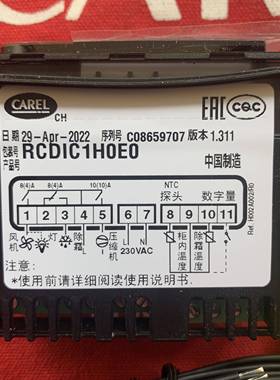 CAREL
CAREL
CH
EAC
CQC
日期 29-Apr-2022 序列号 C08659707 版本 1.311
产品号 RCDIC1H0E0
中国制造
8(4)A 8(4)A 10(10)A NTC 探头 数字量
1 2 3 4 5 6 7 8 9 10 11
L N
230VAC
风机
灯
除霜
压缩机
柜内温度
除霜温度
注意:
*使用前请详细阅读使用说明书.